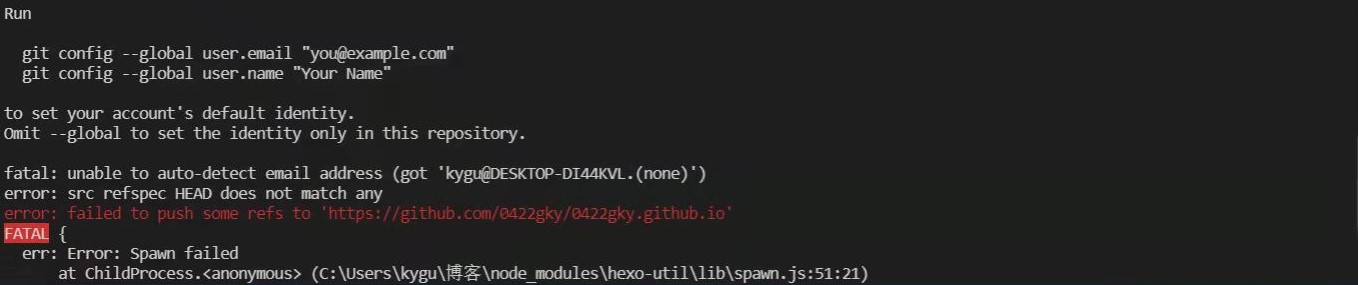 Run
git config --global user.email "you@example.com"
git config --global user.name "Your Name"
to set your account's default identity.
Omit --global to set the identity only in this repository.
fatal: unable to auto-detect email address (got 'kygu@DESKTOP-DI44KVL.(none)')
error: src refspec HEAD does not match any
error: failed to push some refs to 'https://github.com/0422gky/0422gky.github.io'
FATAL {
err: Error: Spawn failed
at ChildProcess.<anonymous> (C:\Users\kygu\博客\node_modules\hexo-util\lib\spawn.js:51:21)